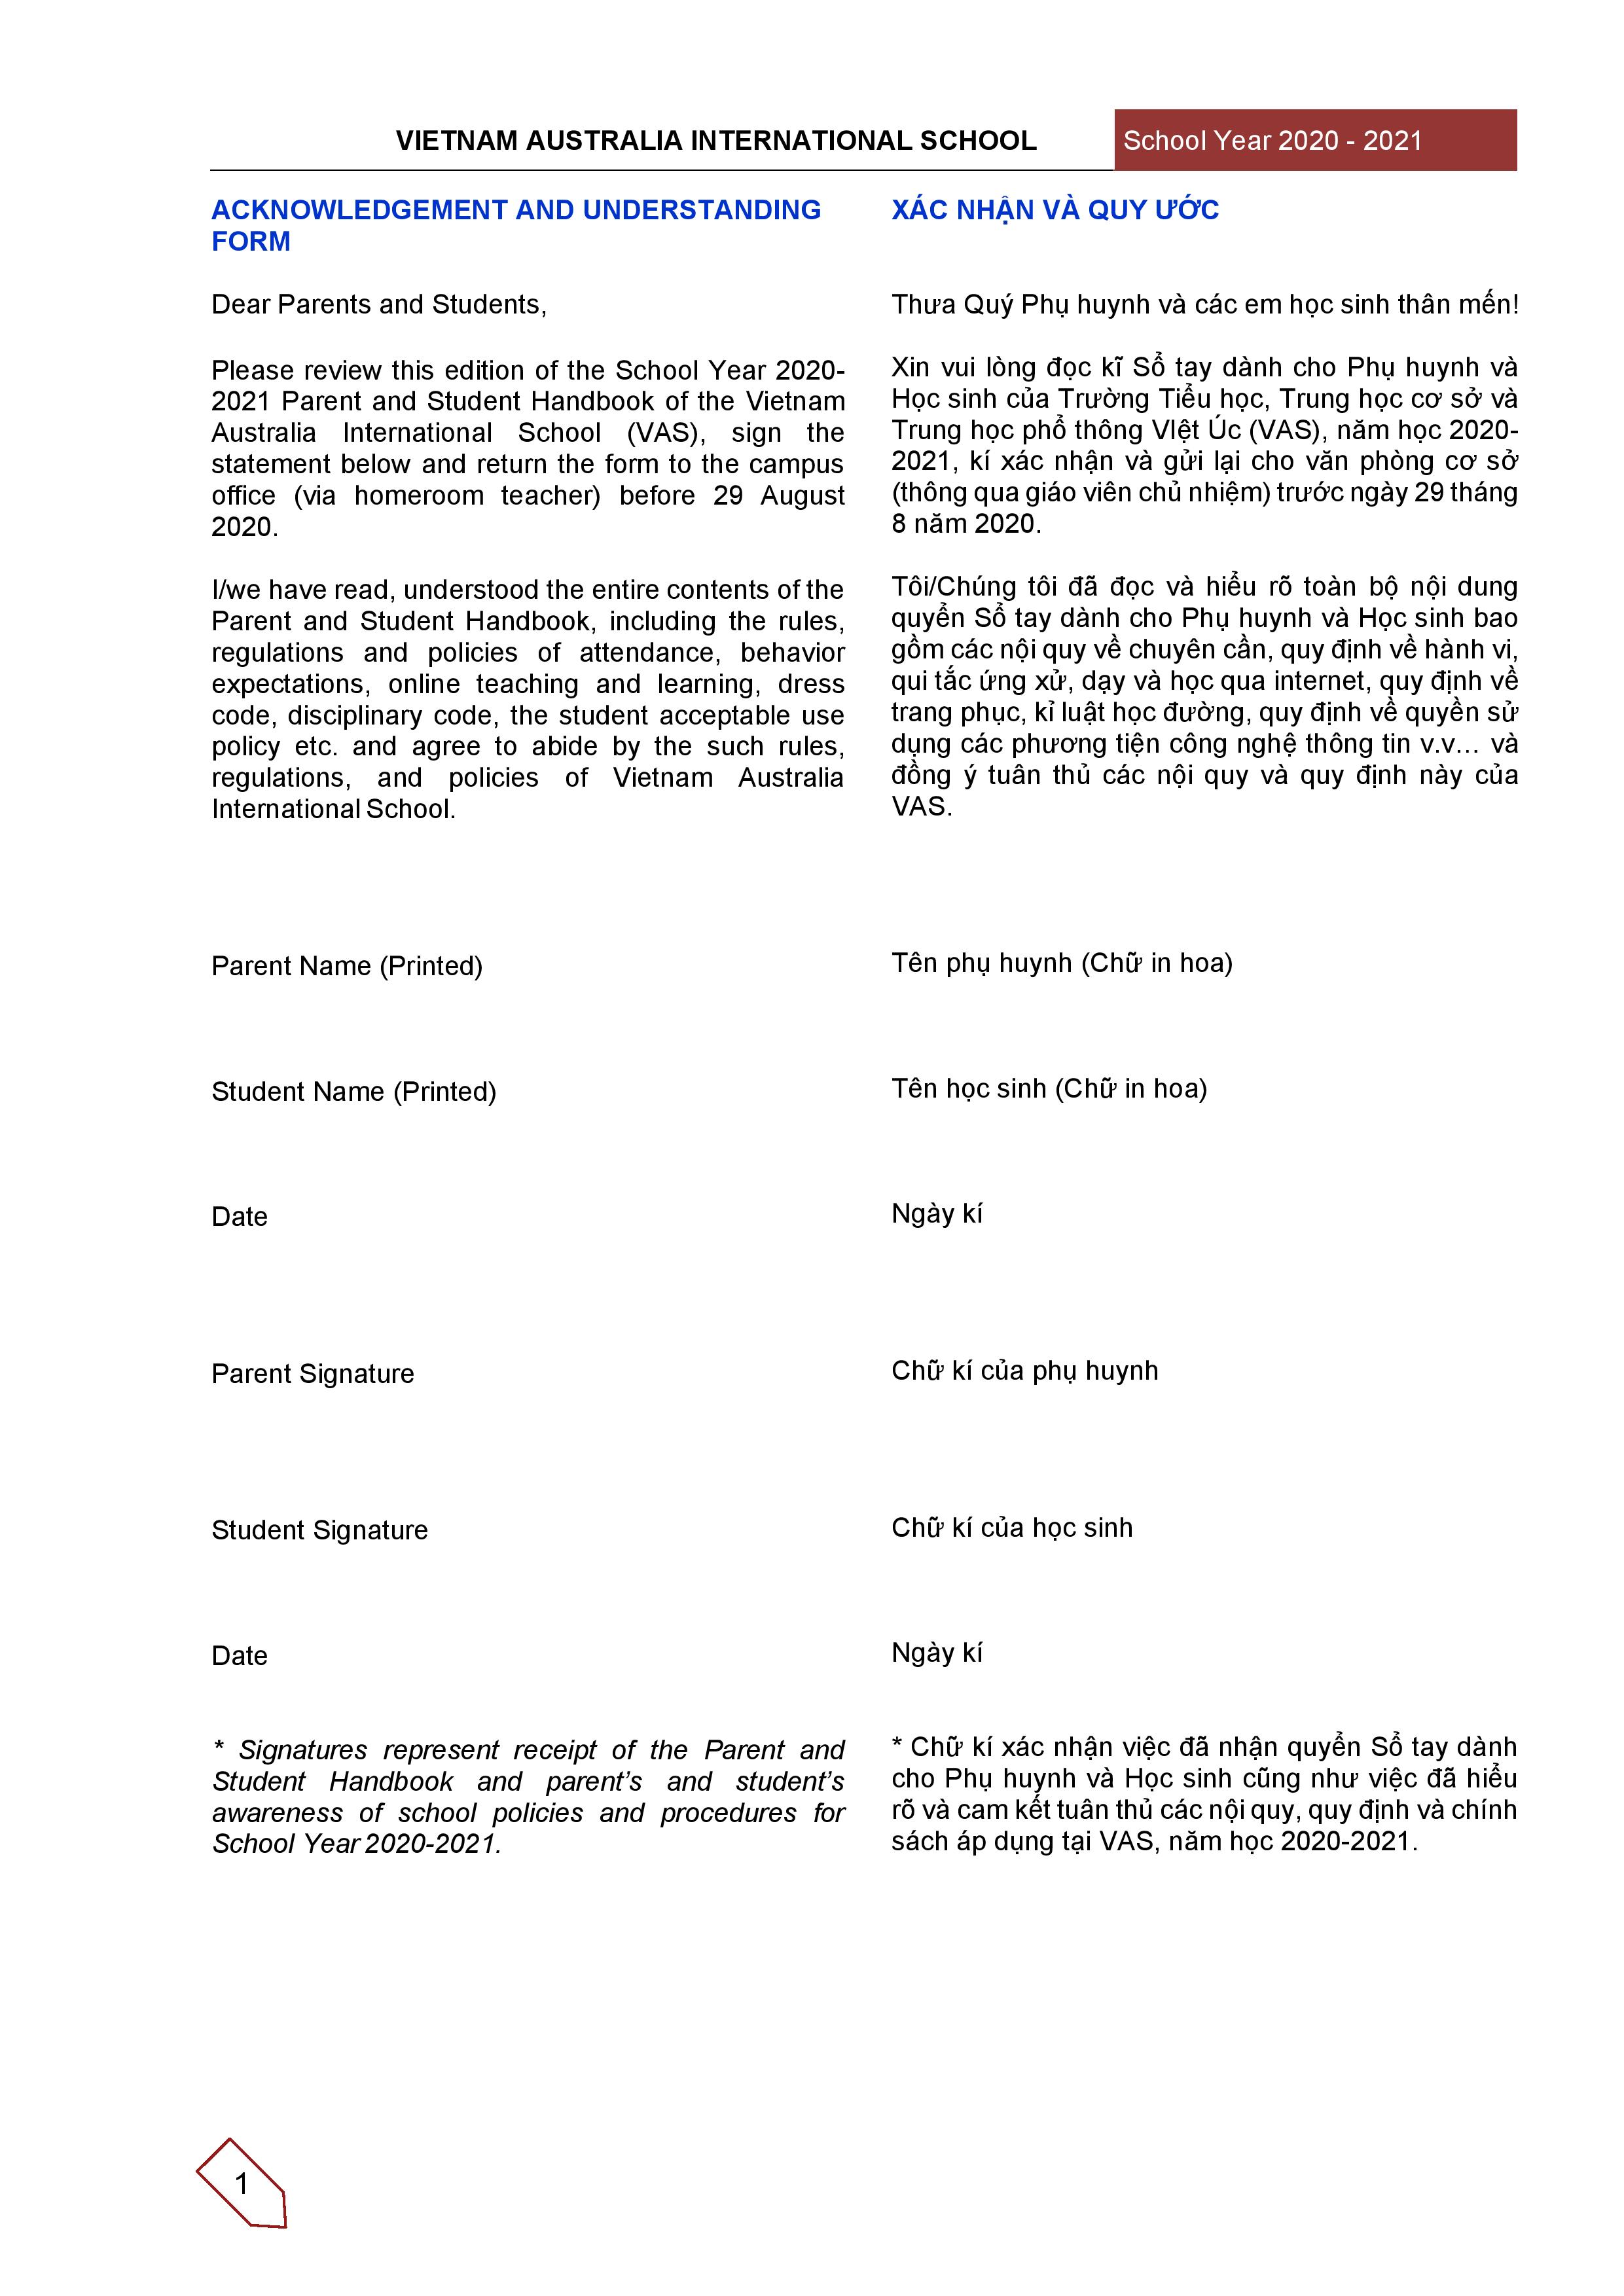 VIETNAM AUSTRALIA INTERNATIONAL SCHOOL
School Year 2020 - 2021
ACKNOWLEDGEMENT AND UNDERSTANDING
FORM
Dear Parents and Students,
Please review this edition of the School Year 2020-
2021 Parent and Student Handbook of the Vietnam
Australia International School (VAS), sign the
statement below and return the form to the campus
office (via homeroom teacher) before 29 August
2020.
I/we have read, understood the entire contents of the
Parent and Student Handbook, including the rules,
regulations and policies of attendance, behavior
expectations, online teaching and learning, dress
code, disciplinary code, the student acceptable use
policy etc. and agree to abide by the such rules,
regulations, and policies of Vietnam Australia
International School.
Parent Name (Printed)
Student Name (Printed)
Date
Parent Signature
Student Signature
Date
* Signatures represent receipt of the Parent and
Student Handbook and parent's and student's
awareness of school policies and procedures for
School Year 2020-2021.
XÁC NHẬN VÀ QUY ƯỚC
Thưa Quý Phụ huynh và các em học sinh thân mến!
Xin vui lòng đọc kĩ Sổ tay dành cho Phụ huynh và
Học sinh của Trường Tiểu học, Trung học cơ sở và
Trung học phổ thông VIệt Úc (VAS), năm học 2020-
2021, kí xác nhận và gửi lại cho văn phòng cơ sở
(thông qua giáo viên chủ nhiệm) trước ngày 29 tháng
8 năm 2020.
Tôi/Chúng tôi đã đọc và hiểu rõ toàn bộ nội dung
quyển Sổ tay dành cho Phụ huynh và Học sinh bao
gồm các nội quy về chuyên cần, quy định về hành vi,
qui tắc ứng xử, dạy và học qua internet, quy định về
trang phục, kỉ luật học đường, quy định về quyền sử
dụng các phương tiện công nghệ thông tin v.v... và
đồng ý tuân thủ các nội quy và quy định này của
VAS.
Tên phụ huynh (Chữ in hoa)
Tên học sinh (Chữ in hoa)
Ngày kí
Chữ kí của phụ huynh
Chữ kí của học sinh
Ngày kí
* Chữ kí xác nhận việc đã nhận quyển Sổ tay dành
cho Phụ huynh và Học sinh cũng như việc đã hiểu
rõ và cam kết tuân thủ các nội quy, quy định và chính
sách áp dụng tại VAS, năm học 2020-2021.
1